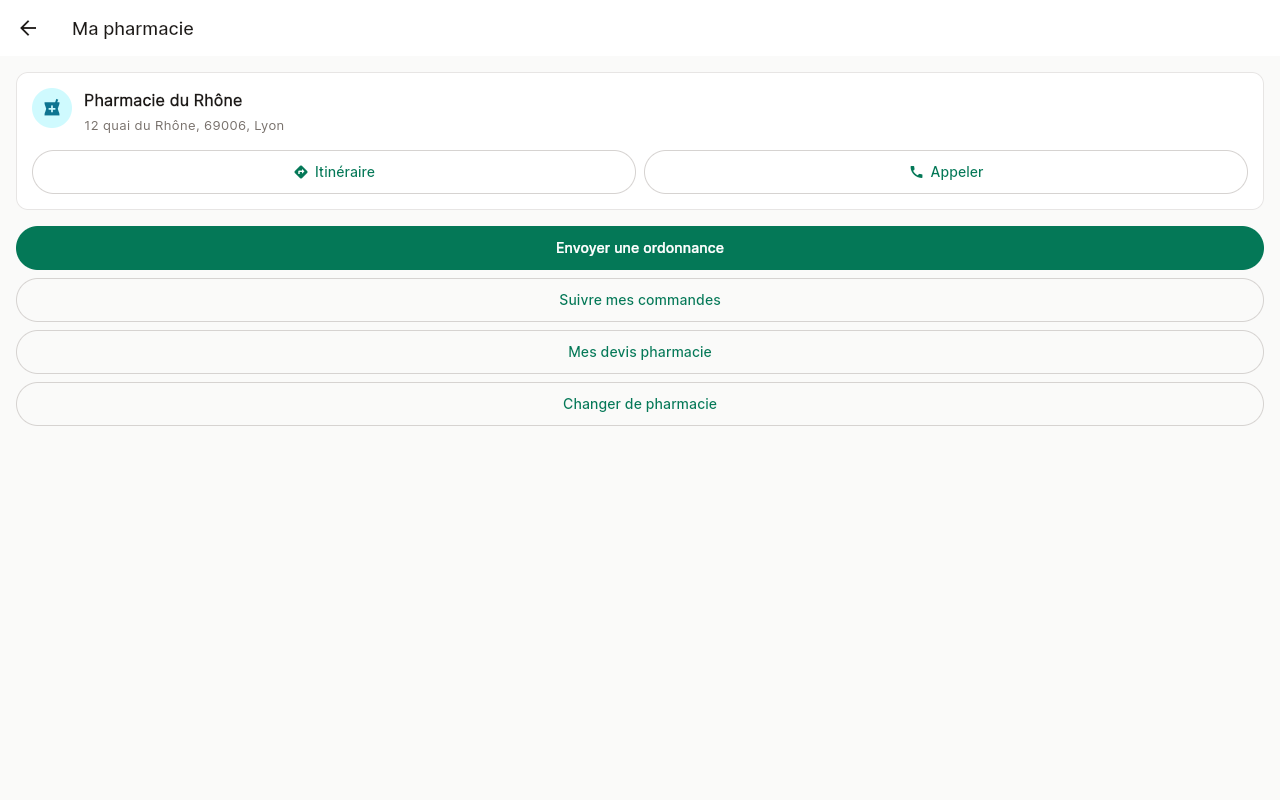 Ma pharmacie
Pharmacie du Rhône
12 quai du Rhône, 69006, Lyon
Itinéraire
Appeler
Envoyer une ordonnance
Suivre mes commandes
Mes devis pharmacie
Changer de pharmacie